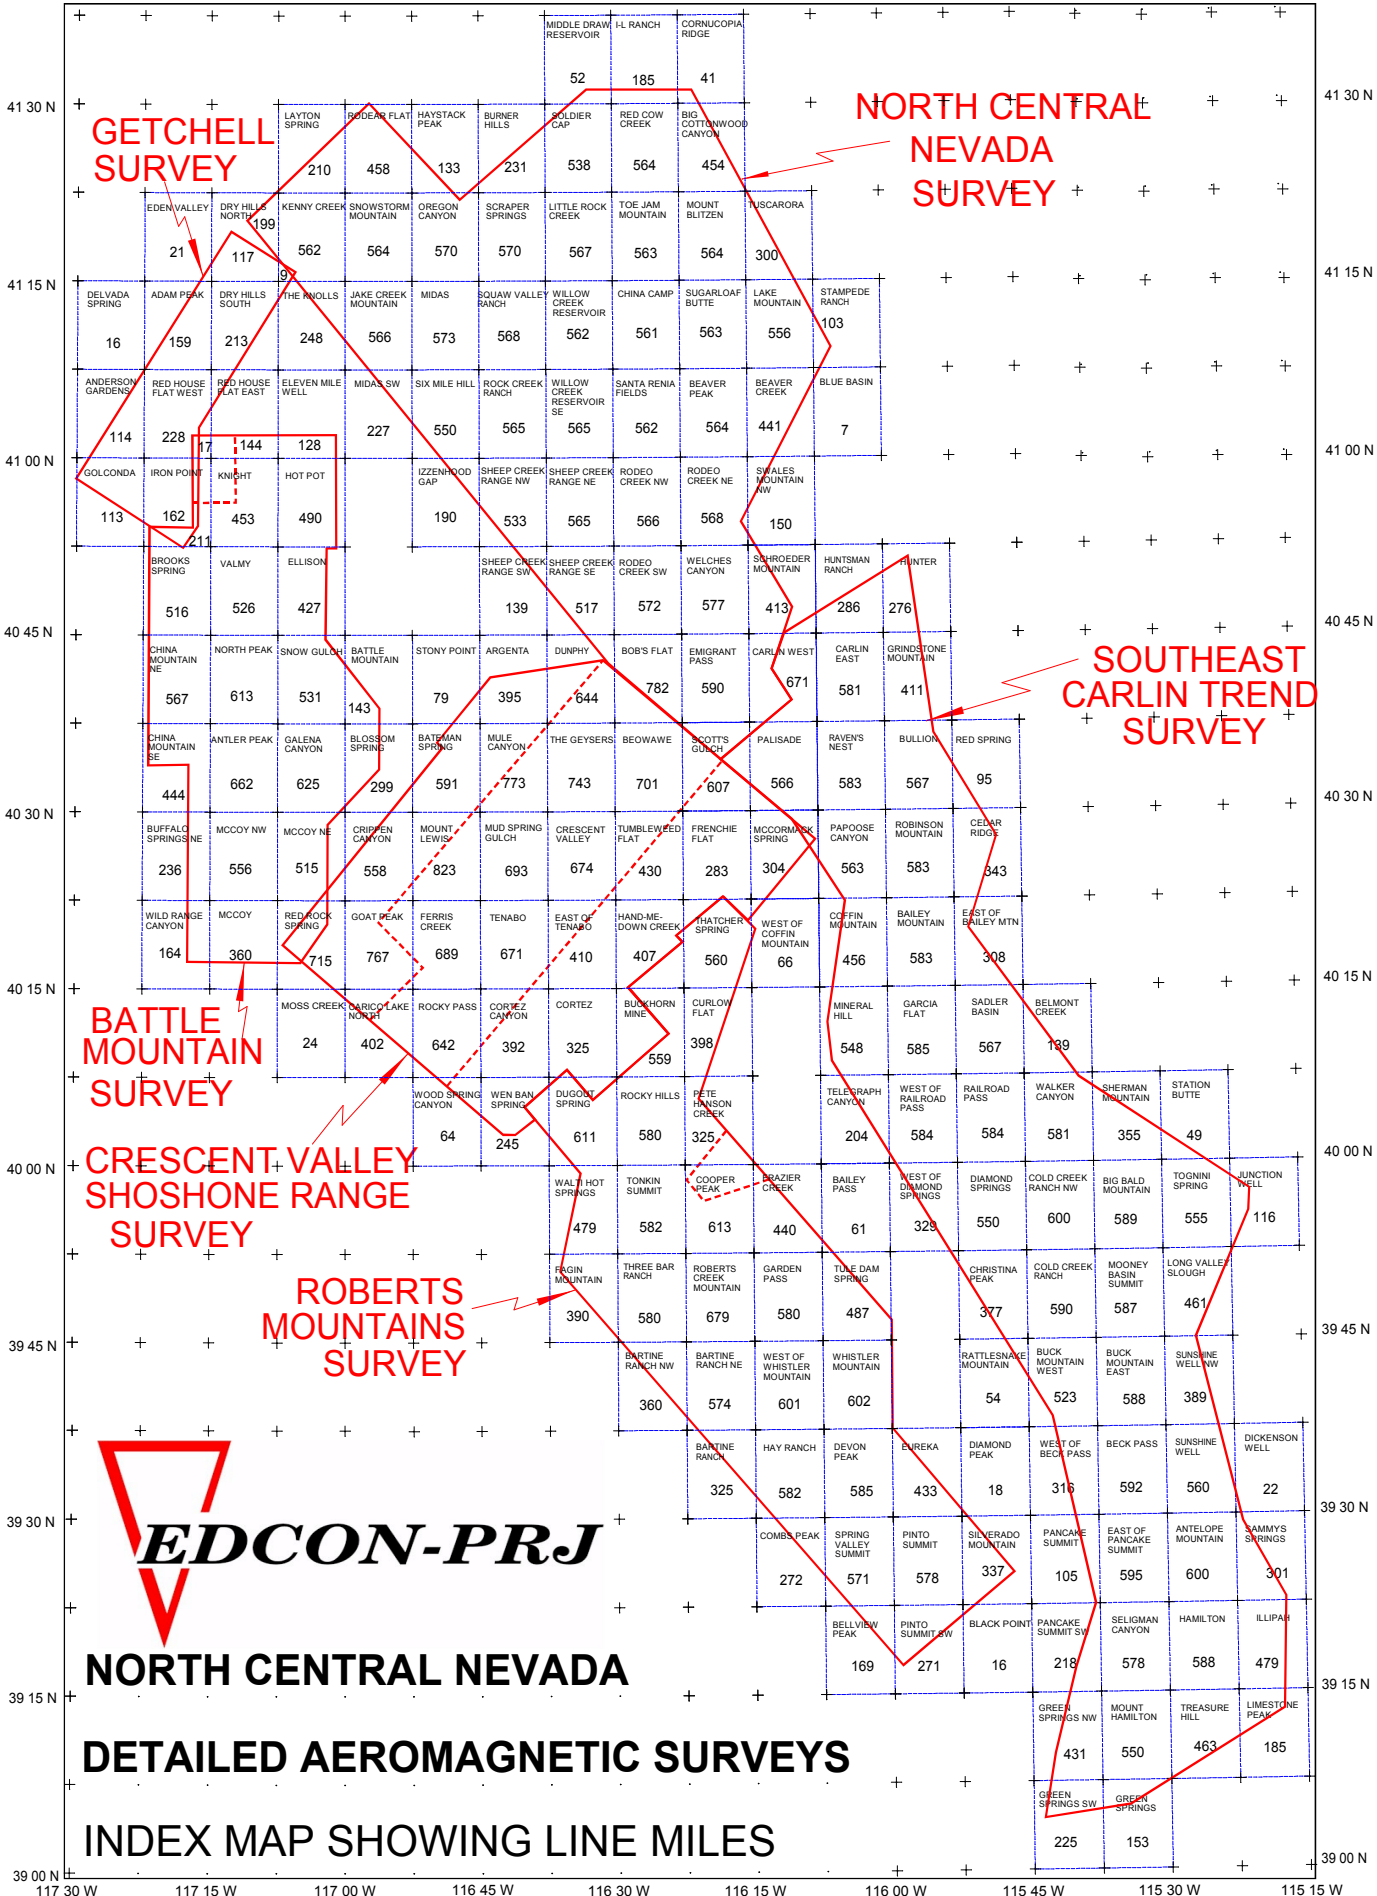 MIDDLE DRAW RESERVOIR
I-L RANCH
CORNUCOPIA RIDGE
52
185
41
41 30 N
41 30 N
NORTH CENTRAL
NEVADA
SURVEY
GETCHELL
SURVEY
LAYTON SPRING
RODEAR FLAT
HAYSTACK PEAK
BURNER HILLS
SOLDIER CAP
RED COW CREEK
BIG COTTONWOOD CANYON
210
458
133
231
538
564
454
EDEN VALLEY
DRY HILLS NORTH
KENNY CREEK
SNOWSTORM MOUNTAIN
OREGON CANYON
SCRAPER SPRINGS
LITTLE ROCK CREEK
TOE JAM MOUNTAIN
MOUNT BLITZEN
TUSCARORA
199
21
117
562
564
570
570
567
563
564
300
9
41 15 N
41 15 N
DELVADA SPRING
ADAM PEAK
DRY HILLS SOUTH
THE KNOLLS
JAKE CREEK MOUNTAIN
MIDAS
SQUAW VALLEY RANCH
WILLOW CREEK RESERVOIR
CHINA CAMP
SUGARLOAF BUTTE
LAKE MOUNTAIN
STAMPEDE RANCH
16
159
213
248
566
573
568
562
561
563
556
103
ANDERSON GARDENS
RED HOUSE FLAT WEST
RED HOUSE FLAT EAST
ELEVEN MILE WELL
MIDAS SW
SIX MILE HILL
ROCK CREEK RANCH
WILLOW CREEK RESERVOIR SE
SANTA RENIA FIELDS
BEAVER PEAK
BEAVER CREEK
BLUE BASIN
114
228
17
144
128
227
550
565
565
562
564
441
7
41 00 N
41 00 N
GOLCONDA
IRON POINT
KNIGHT
HOT POT
IZZENHOOD GAP
SHEEP CREEK RANGE NW
SHEEP CREEK RANGE NE
RODEO CREEK NW
RODEO CREEK NE
SWALES MOUNTAIN NW
113
162
211
453
490
190
533
565
566
568
150
BROOKS SPRING
VALMY
ELLISON
SHEEP CREEK RANGE SW
SHEEP CREEK RANGE SE
RODEO CREEK SW
WELCHES CANYON
SCHROEDER MOUNTAIN
HUNTSMAN RANCH
HUNTER
516
526
427
139
517
572
577
413
286
276
40 45 N
40 45 N
SOUTHEAST
CARLIN TREND
SURVEY
CHINA MOUNTAIN NE
NORTH PEAK
SNOW GULCH
BATTLE MOUNTAIN
STONY POINT
ARGENTA
DUNPHY
BOB'S FLAT
EMIGRANT PASS
CARLIN WEST
CARLIN EAST
GRINDSTONE MOUNTAIN
567
613
531
143
79
395
644
782
590
671
581
411
CHINA MOUNTAIN SE
ANTLER PEAK
GALENA CANYON
BLOSSOM SPRING
BATEMAN SPRING
MULE CANYON
THE GEYSERS
BEOWAWE
SCOTT'S GULCH
PALISADE
RAVEN'S NEST
BULLION
RED SPRING
444
662
625
299
591
773
743
701
607
566
583
567
95
40 30 N
40 30 N
BUFFALO SPRINGS NE
MCCOY NW
MCCOY NE
CRIPPEN CANYON
MOUNT LEWIS
MUD SPRING GULCH
CRESCENT VALLEY
TUMBLEWEED FLAT
FRENCHIE FLAT
MCCORMACK SPRING
PAPOOSE CANYON
ROBINSON MOUNTAIN
CEDAR RIDGE
236
556
515
558
823
693
674
430
283
304
563
583
343
WILD RANGE CANYON
MCCOY
RED ROCK SPRING
GOAT PEAK
FERRIS CREEK
TENABO
EAST OF TENABO
HAND-ME-DOWN CREEK
THATCHER SPRING
WEST OF COFFIN MOUNTAIN
COFFIN MOUNTAIN
BAILEY MOUNTAIN
EAST OF BAILEY MTN
164
360
715
767
689
671
410
407
560
66
456
583
308
40 15 N
40 15 N
BATTLE
MOUNTAIN
SURVEY
MOSS CREEK
CARICO LAKE NORTH
ROCKY PASS
CORTEZ CANYON
CORTEZ
BUCKHORN MINE
CURLOW FLAT
MINERAL HILL
GARCIA FLAT
SADLER BASIN
BELMONT CREEK
24
402
642
392
325
559
398
548
585
567
139
WOOD SPRING CANYON
WEN BAN SPRING
DUGOUT SPRING
ROCKY HILLS
PETE HANSON CREEK
TELEGRAPH CANYON
WEST OF RAILROAD PASS
RAILROAD PASS
WALKER CANYON
SHERMAN MOUNTAIN
STATION BUTTE
64
245
611
580
325
204
584
584
581
355
49
40 00 N
40 00 N
CRESCENT VALLEY
SHOSHONE RANGE
SURVEY
WALTI HOT SPRINGS
TONKIN SUMMIT
COOPER PEAK
FRAZIER CREEK
BAILEY PASS
WEST OF DIAMOND SPRINGS
DIAMOND SPRINGS
COLD CREEK RANCH NW
BIG BALD MOUNTAIN
TOGNINI SPRING
JUNCTION WELL
479
582
613
440
61
329
550
600
589
555
116
ROBERTS
MOUNTAINS
SURVEY
FAGIN MOUNTAIN
THREE BAR RANCH
ROBERTS CREEK MOUNTAIN
GARDEN PASS
TULE DAM SPRING
CHRISTINA PEAK
COLD CREEK RANCH
MOONEY BASIN SUMMIT
LONG VALLEY SLOUGH
390
580
679
580
487
377
590
587
461
39 45 N
39 45 N
BARTINE RANCH NW
BARTINE RANCH NE
WEST OF WHISTLER MOUNTAIN
WHISTLER MOUNTAIN
RATTLESNAKE MOUNTAIN
BUCK MOUNTAIN WEST
BUCK MOUNTAIN EAST
SUNSHINE WELL NW
360
574
601
602
54
523
588
389
BARTINE RANCH
HAY RANCH
DEVON PEAK
EUREKA
DIAMOND PEAK
WEST OF BECK PASS
BECK PASS
SUNSHINE WELL
DICKENSON WELL
325
582
585
433
18
316
592
560
22
39 30 N
39 30 N
EDCON-PRJ
COMBS PEAK
SPRING VALLEY SUMMIT
PINTO SUMMIT
SILVERADO MOUNTAIN
PANCAKE SUMMIT
EAST OF PANCAKE SUMMIT
ANTELOPE MOUNTAIN
SAMMYS SPRINGS
272
571
578
337
105
595
600
301
BELLVIEW PEAK
PINTO SUMMIT SW
BLACK POINT
PANCAKE SUMMIT SW
SELIGMAN CANYON
HAMILTON
ILLIPAH
169
271
16
218
578
588
479
NORTH CENTRAL NEVADA
39 15 N
39 15 N
GREEN SPRINGS NW
MOUNT HAMILTON
TREASURE HILL
LIMESTONE PEAK
431
550
463
185
DETAILED AEROMAGNETIC SURVEYS
GREEN SPRINGS SW
GREEN SPRINGS
225
153
INDEX MAP SHOWING LINE MILES
39 00 N
39 00 N
117 30 W
117 15 W
117 00 W
116 45 W
116 30 W
116 15 W
116 00 W
115 45 W
115 30 W
115 15 W